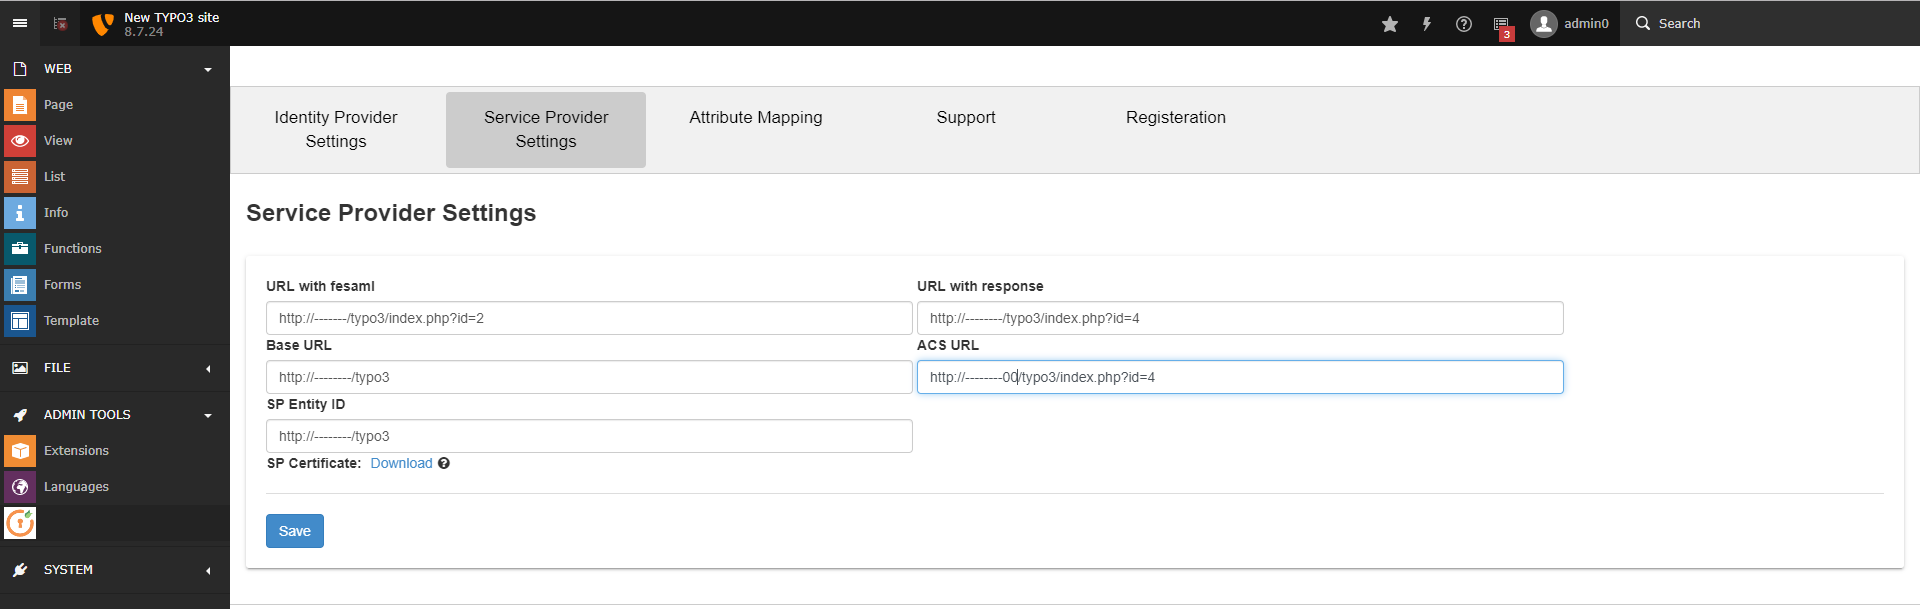 New TYPO3 site
8.7.24
3
admin0
Search
WEB
Page
View
List
Info
Functions
Forms
Template
FILE
ADMIN TOOLS
Extensions
Languages
SYSTEM
Identity Provider
Settings
Service Provider
Settings
Attribute Mapping
Support
Registeration
Service Provider Settings
URL with fesaml
URL with response
http://-------/typo3/index.php?id=2
http://--------/typo3/index.php?id=4
Base URL
ACS URL
http://--------/typo3
http://--------00/typo3/index.php?id=4
SP Entity ID
http://--------/typo3
SP Certificate: Download
Save